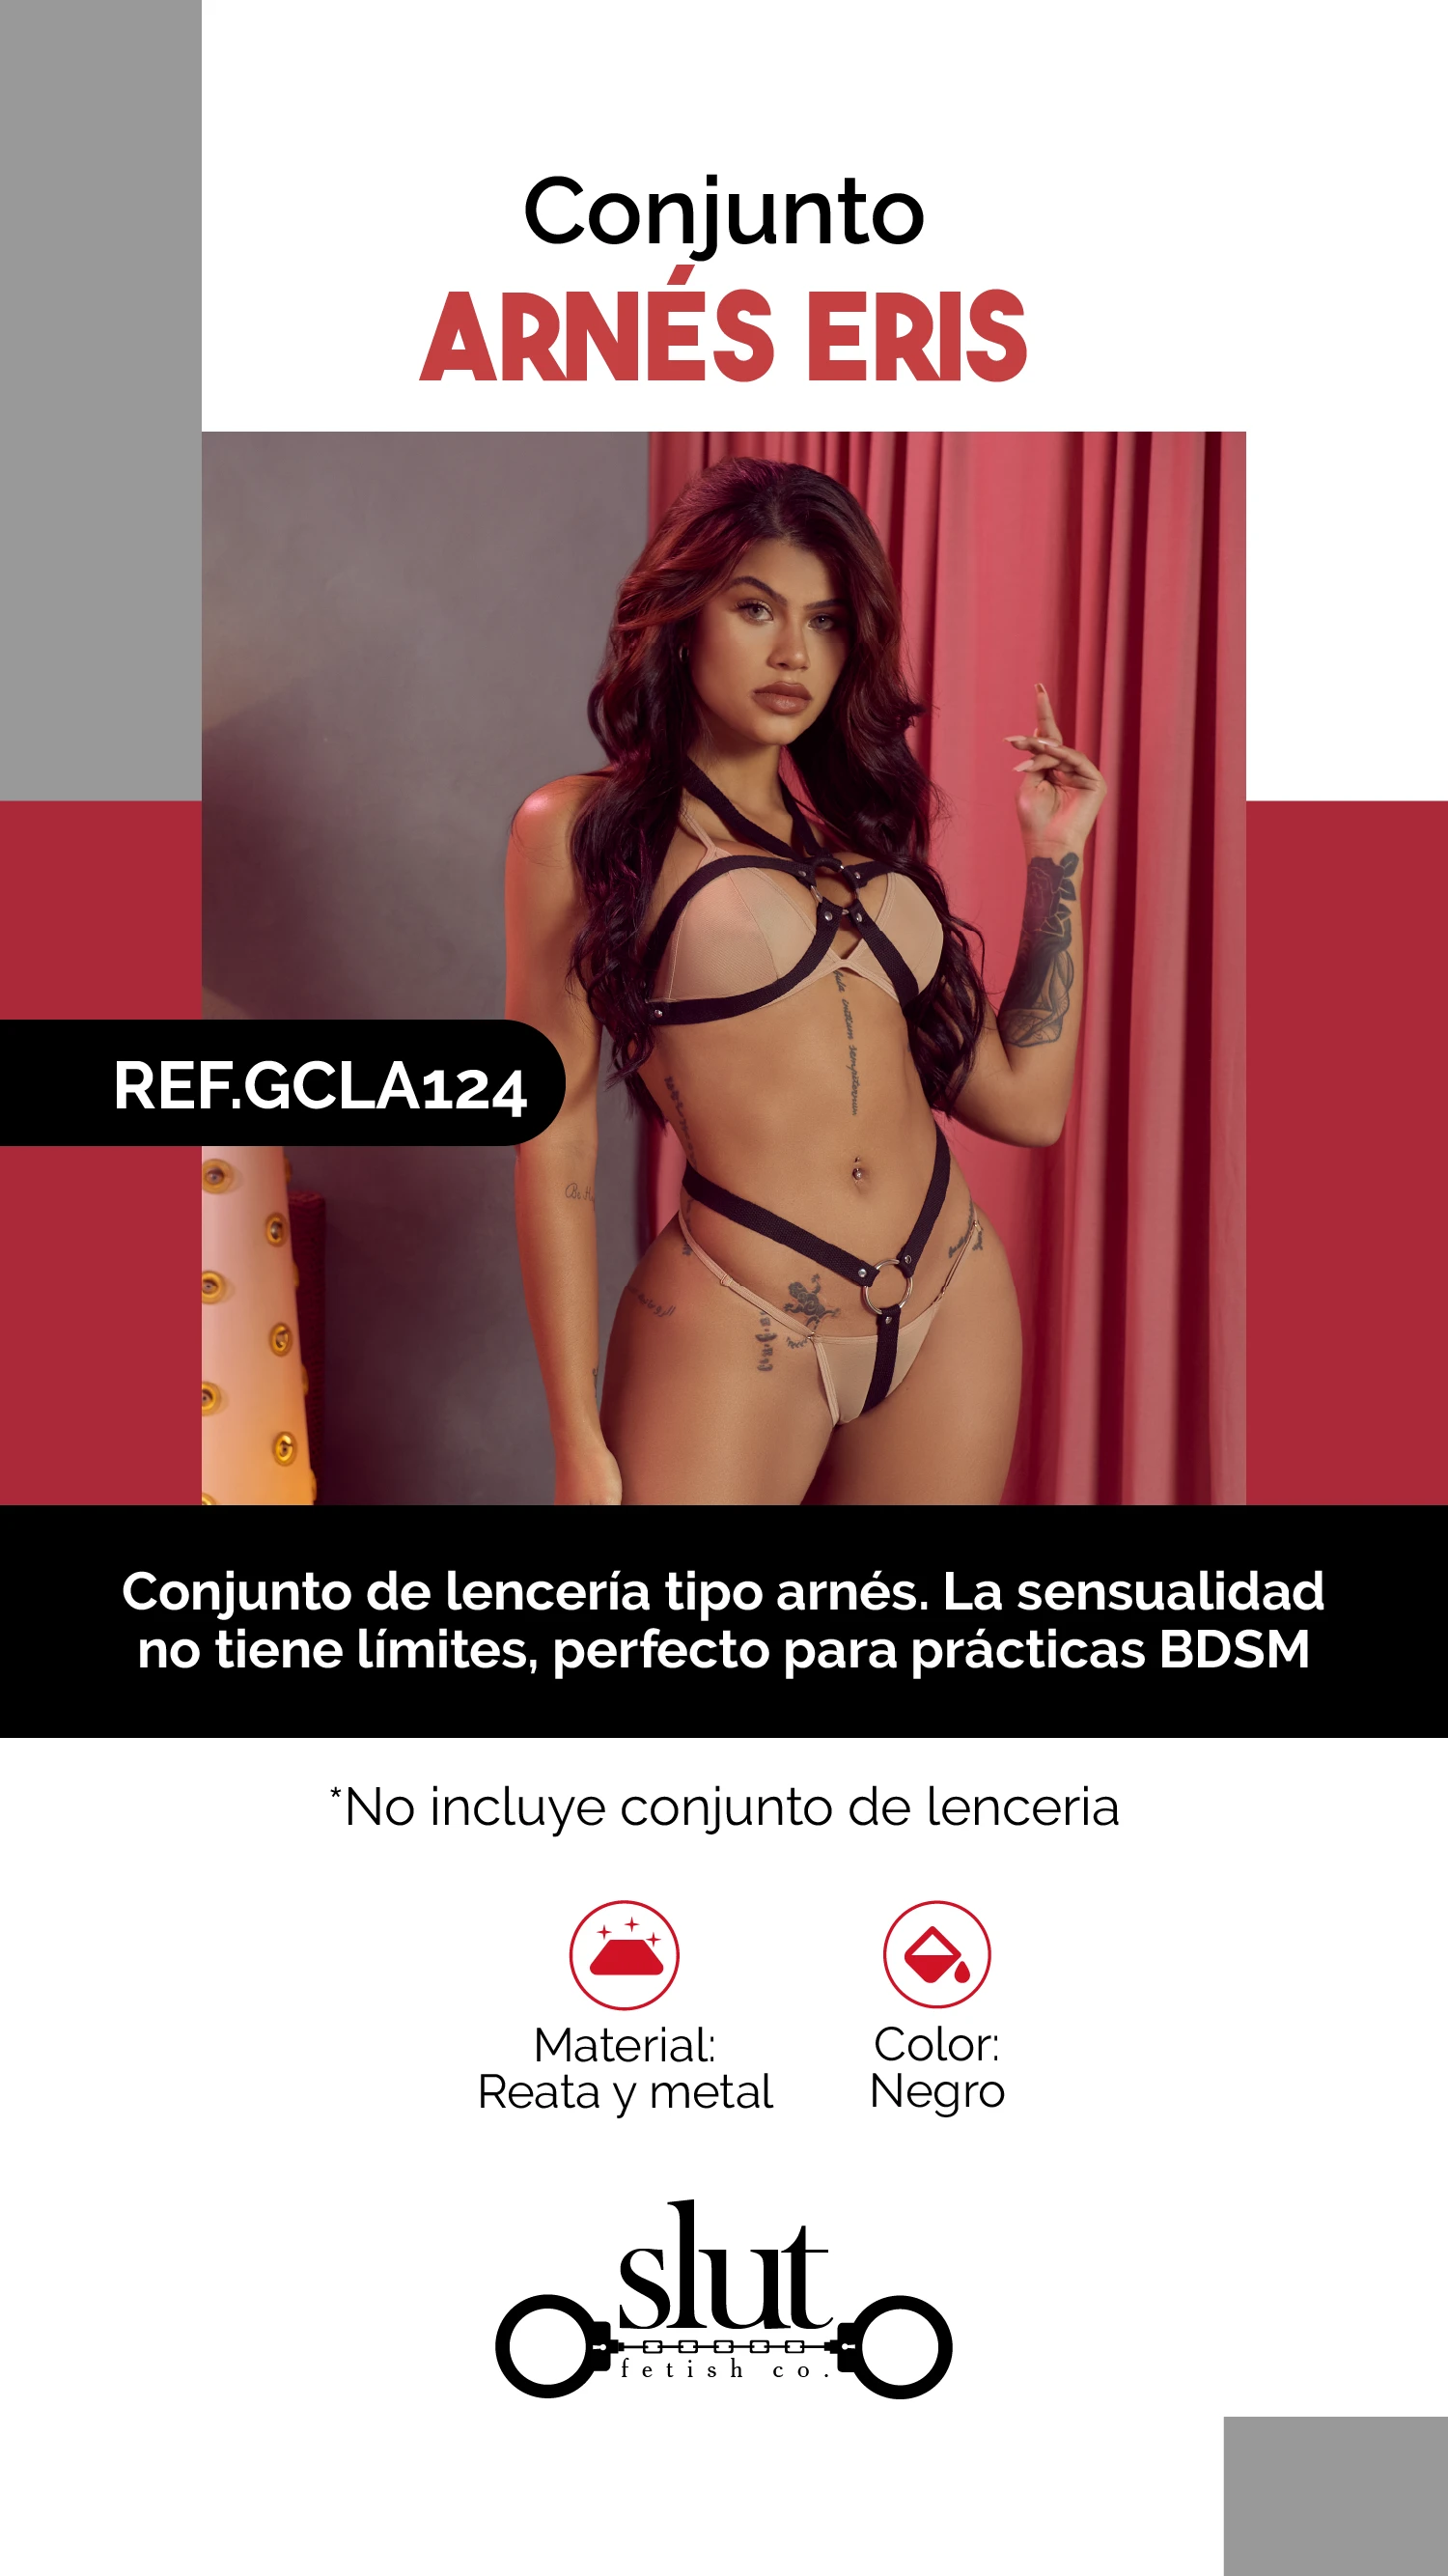 Conjunto
ARNÉS ERIS
REF.GCLA124
Conjunto de lencería tipo arnés. La sensualidad
no tiene límites, perfecto para prácticas BDSM
*No incluye conjunto de lenceria
Material:
Reata y metal
Color:
Negro
slut
fetish co.